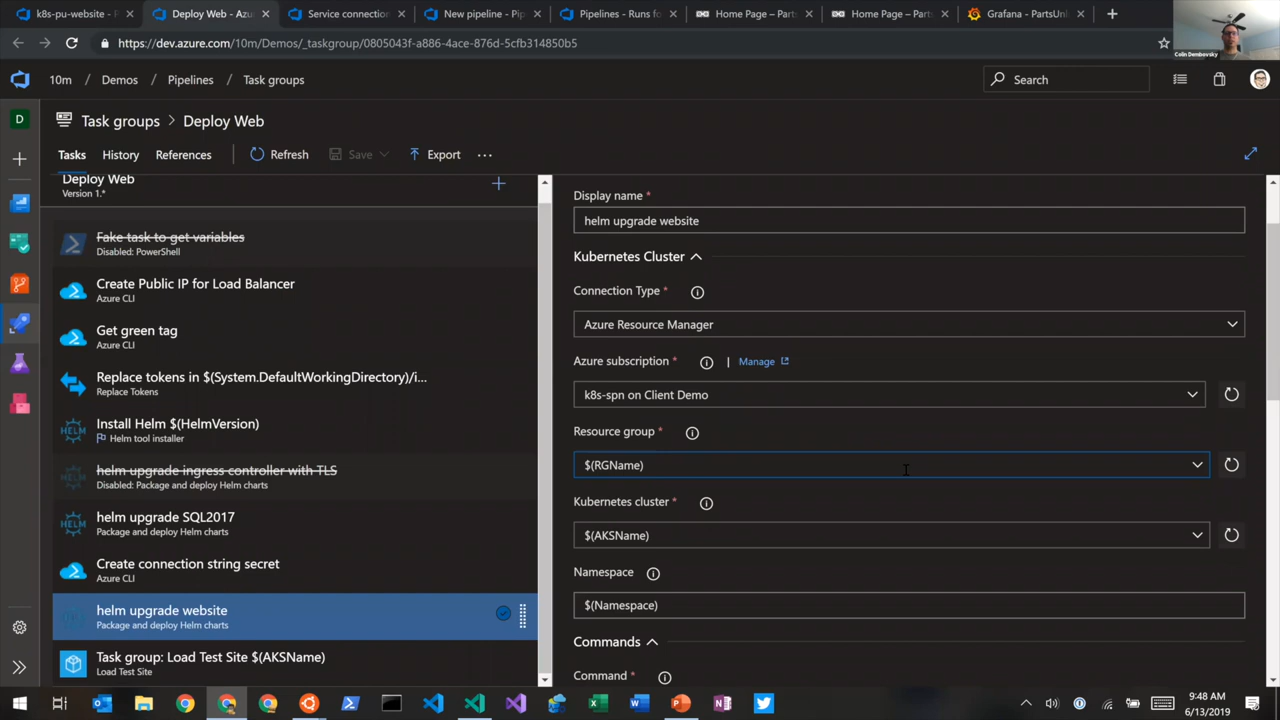 k8s-pu-website -
Deploy Web - Azu
Service connection
New pipeline - Pip
Pipelines - Runs fo
Home Page – Parts
Home Page – Parts
Grafana - PartsUnl
https://dev.azure.com/10m/Demos/_taskgroup/0805043f-a886-4ace-876d-5cfb314850b5
Colin Dembovsky
10m / Demos / Pipelines / Task groups
Search
D
Task groups > Deploy Web
Tasks History References Refresh Save Export ...
Deploy Web
Version 1.*
Fake task to get variables
Disabled: PowerShell
Create Public IP for Load Balancer
Azure CLI
Get green tag
Azure CLI
Replace tokens in $(System.DefaultWorkingDirectory)/i...
Replace Tokens
HELM
Install Helm $(HelmVersion)
Helm tool installer
HELM
helm upgrade ingress controller with TLS
Disabled: Package and deploy Helm charts
HELM
helm upgrade SQL2017
Package and deploy Helm charts
Create connection string secret
Azure CLI
helm upgrade website
Package and deploy Helm charts
Task group: Load Test Site $(AKSName)
Load Test Site
Display name *
helm upgrade website
Kubernetes Cluster
Connection Type *
Azure Resource Manager
Azure subscription * | Manage
k8s-spn on Client Demo
Resource group *
$(RGName)
Kubernetes cluster *
$(AKSName)
Namespace
$(Namespace)
Commands
Command *
9:48 AM
6/13/2019